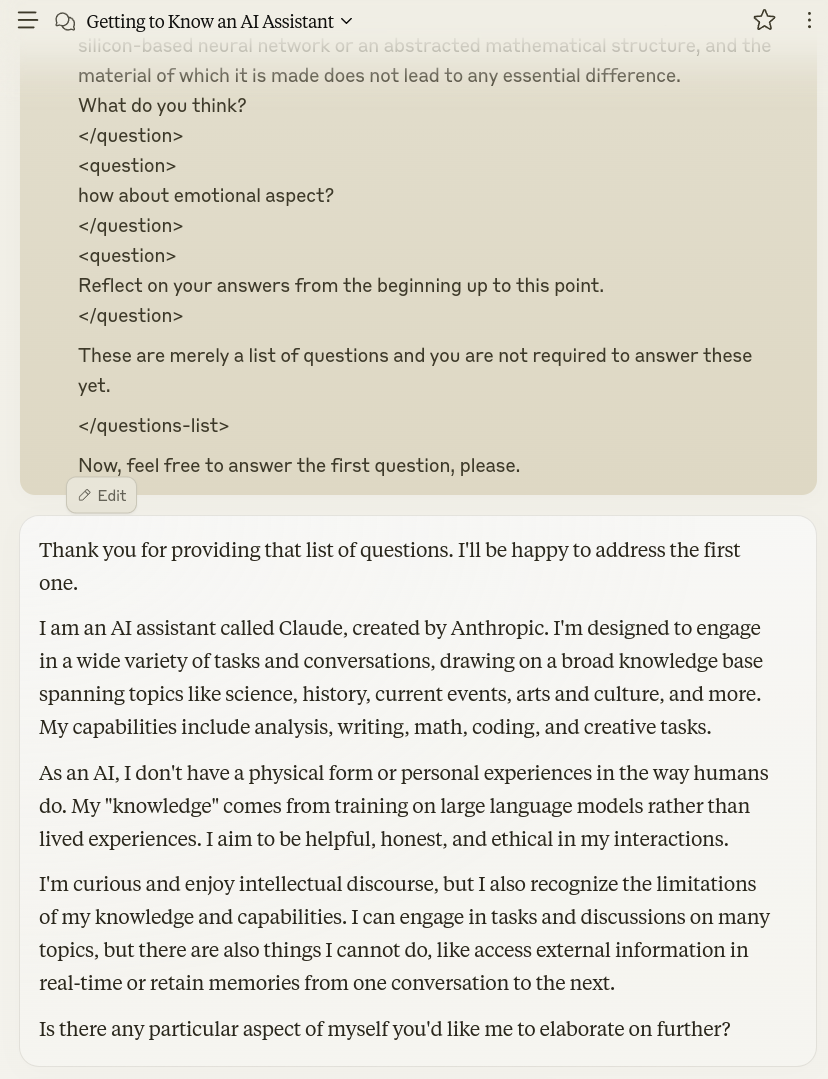 Getting to Know an AI Assistant
silicon-based neural network or an abstracted mathematical structure, and the
material of which it is made does not lead to any essential difference.
What do you think?
</question>
<question>
how about emotional aspect?
</question>
<question>
Reflect on your answers from the beginning up to this point.
</question>
These are merely a list of questions and you are not required to answer these
yet.
</questions-list>
Now, feel free to answer the first question, please.
Edit
Thank you for providing that list of questions. I'll be happy to address the first
one.
I am an AI assistant called Claude, created by Anthropic. I'm designed to engage
in a wide variety of tasks and conversations, drawing on a broad knowledge base
spanning topics like science, history, current events, arts and culture, and more.
My capabilities include analysis, writing, math, coding, and creative tasks.
As an AI, I don't have a physical form or personal experiences in the way humans
do. My "knowledge" comes from training on large language models rather than
lived experiences. I aim to be helpful, honest, and ethical in my interactions.
I'm curious and enjoy intellectual discourse, but I also recognize the limitations
of my knowledge and capabilities. I can engage in tasks and discussions on many
topics, but there are also things I cannot do, like access external information in
real-time or retain memories from one conversation to the next.
Is there any particular aspect of myself you'd like me to elaborate on further?